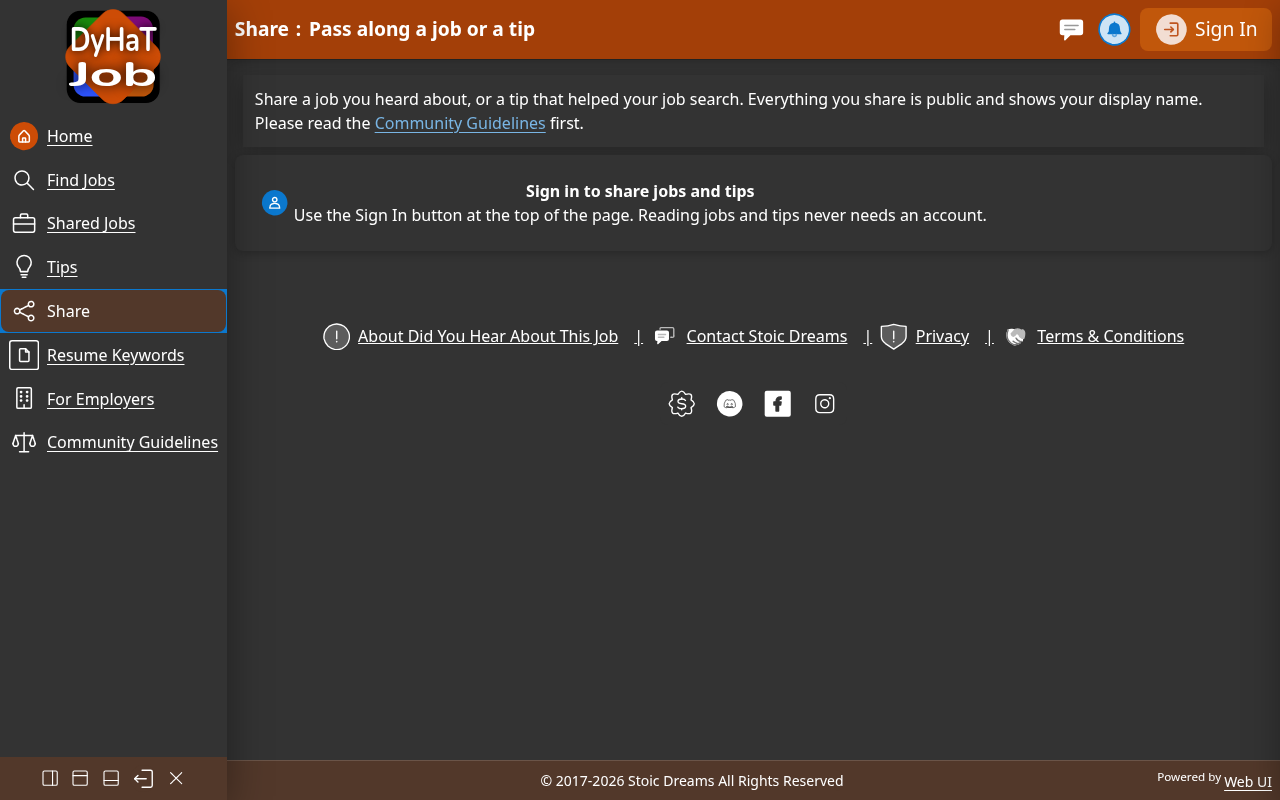 DyHaT
Job
Home
Find Jobs
Shared Jobs
Tips
Share
Resume Keywords
For Employers
Community Guidelines
Share : Pass along a job or a tip
Sign In
Share a job you heard about, or a tip that helped your job search. Everything you share is public and shows your display name.
Please read the Community Guidelines first.
Sign in to share jobs and tips
Use the Sign In button at the top of the page. Reading jobs and tips never needs an account.
About Did You Hear About This Job | Contact Stoic Dreams | Privacy | Terms & Conditions
© 2017-2026 Stoic Dreams All Rights Reserved
Powered by Web UI